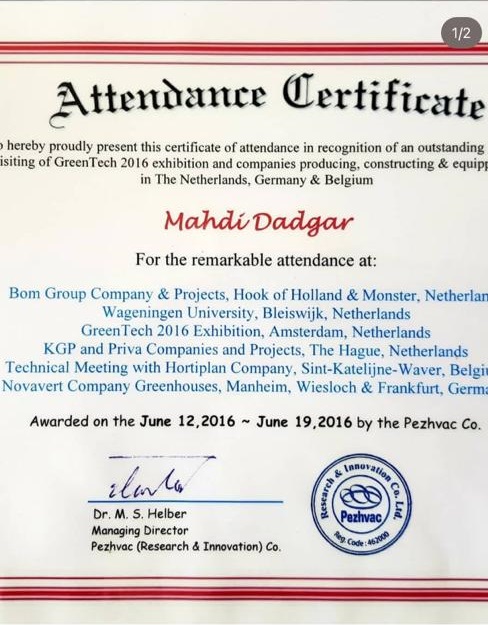 1/2
Attendance Certificate
hereby proudly present this certificate of attendance in recognition of an outstanding
isiting of GreenTech 2016 exhibition and companies producing, constructing & equipp
in The Netherlands, Germany & Belgium
Mahdi Dadgar
For the remarkable attendance at:
Bom Group Company & Projects, Hook of Holland & Monster, Netherlan
Wageningen University, Bleiswijk, Netherlands
GreenTech 2016 Exhibition, Amsterdam, Netherlands
KGP and Priva Companies and Projects, The Hague, Netherlands
Technical Meeting with Hortiplan Company, Sint-Katelijne-Waver, Belgiu
Novavert Company Greenhouses, Manheim, Wiesloch & Frankfurt, Germa
Awarded on the June 12,2016 ~ June 19,2016 by the Pezhvac Co.
Dr. M. S. Helber
Managing Director
Pezhvac (Research & Innovation) Co.
Research & Innovation Co. Ltd.
Pezhvac
Reg. Code: 462000